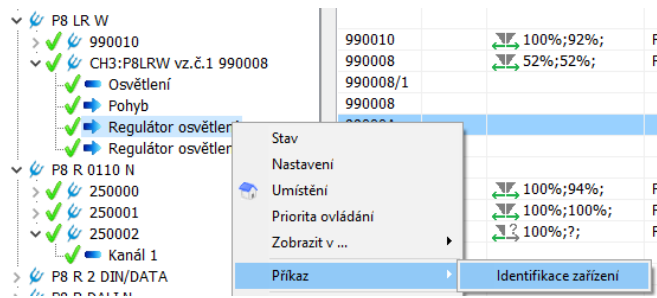 P8 LR W
990010 990010 100%;92%; F
CH3:P8LRW vz.č.1 990008 990008 52%;52%; F
Osvětlení 990008/1
Pohyb 990008
Regulátor osvětlení
Stav
Regulátor osvětler
Nastavení
P8 R 0110 N
250000 Umístění 100%;94%; F
250001 Priorita ovládání 100%;100%; F
250002 Zobrazit v ... 100%;?; F
Kanál 1
P8 R 2 DIN/DATA Příkaz Identifikace zařízení